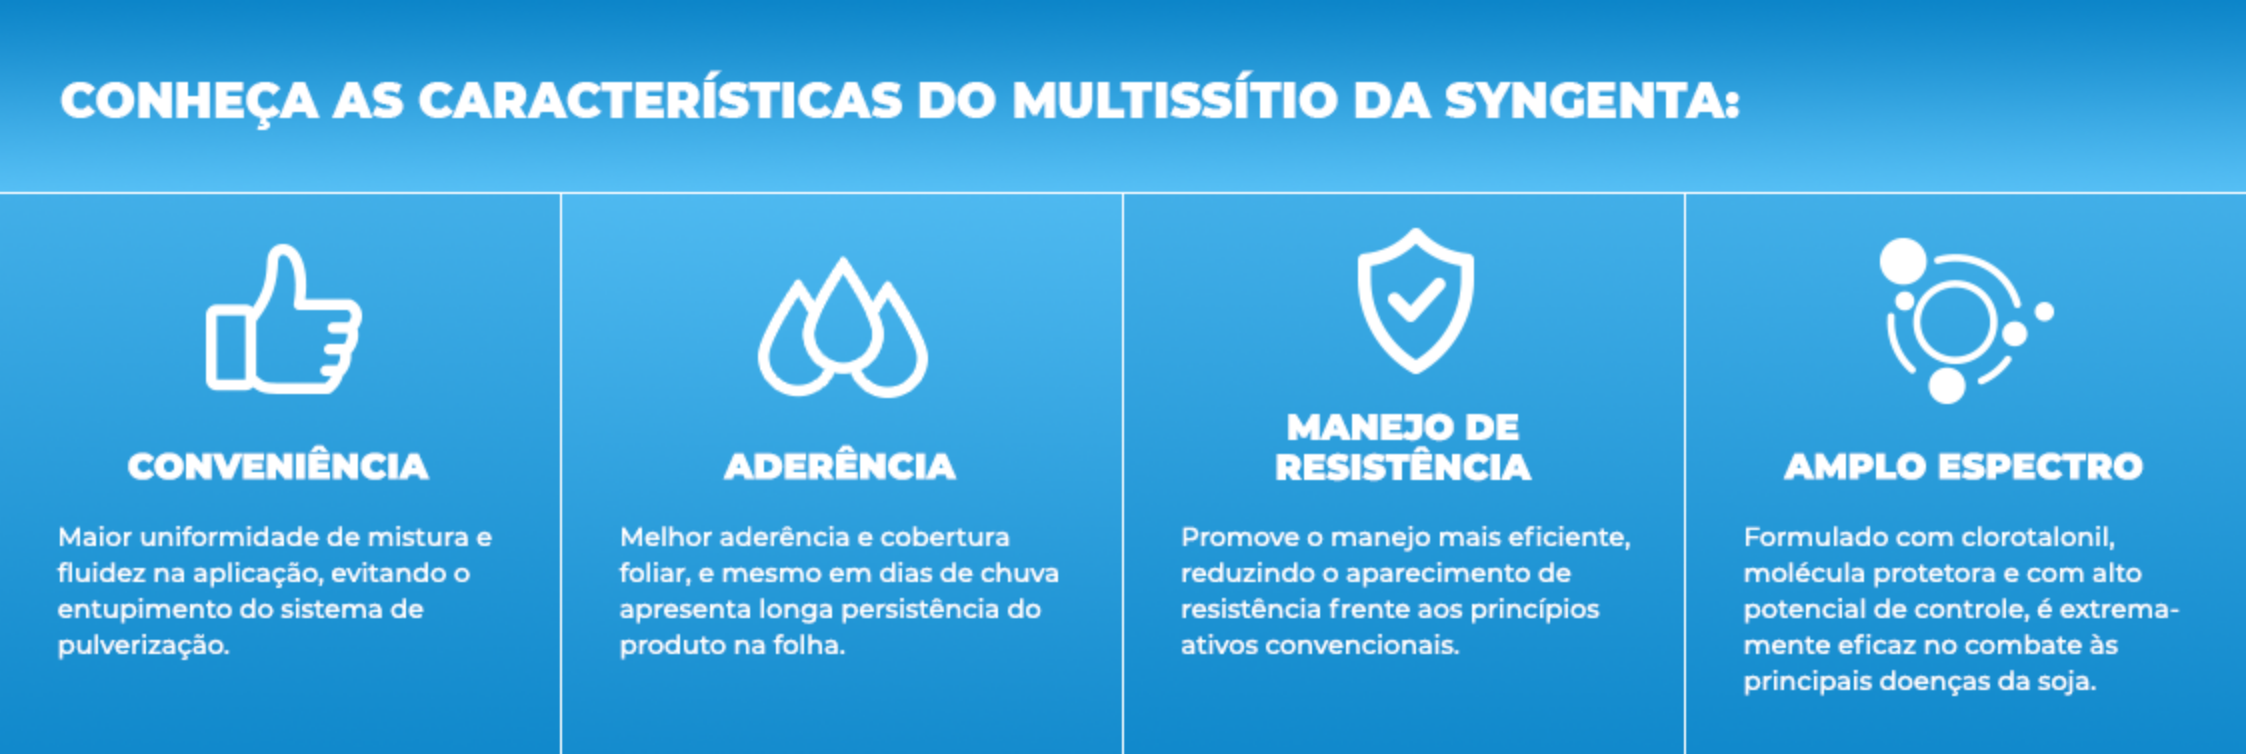 CONHEÇA AS CARACTERÍSTICAS DO MULTISSÍTIO DA SYNGENTA:
CONVENIÊNCIA
Maior uniformidade de mistura e
fluidez na aplicação, evitando o
entupimento do sistema de
pulverização.
ADERÊNCIA
Melhor aderência e cobertura
foliar, e mesmo em dias de chuva
apresenta longa persistência do
produto na folha.
MANEJO DE
RESISTÊNCIA
Promove o manejo mais eficiente,
reduzindo o aparecimento de
resistência frente aos princípios
ativos convencionais.
AMPLO ESPECTRO
Formulado com clorotalonil,
molécula protetora e com alto
potencial de controle, é extrema-
mente eficaz no combate às
principais doenças da soja.